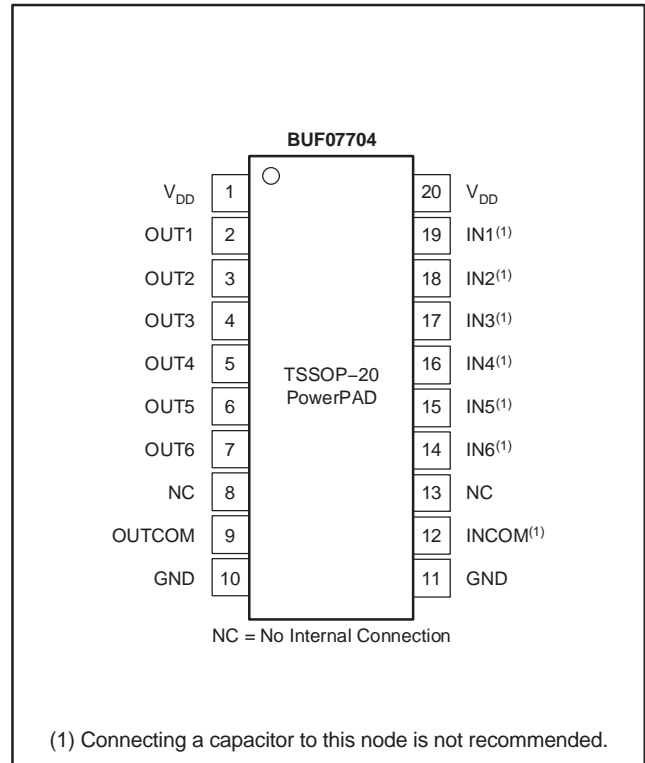 BUF07704
VDD 1 20 VDD
OUT1 2 19 IN1(1)
OUT2 3 18 IN2(1)
OUT3 4 17 IN3(1)
OUT4 5 16 IN4(1)
TSSOP−20
PowerPAD
OUT5 6 15 IN5(1)
OUT6 7 14 IN6(1)
NC 8 13 NC
OUTCOM 9 12 INCOM(1)
GND 10 11 GND
NC = No Internal Connection
(1) Connecting a capacitor to this node is not recommended.